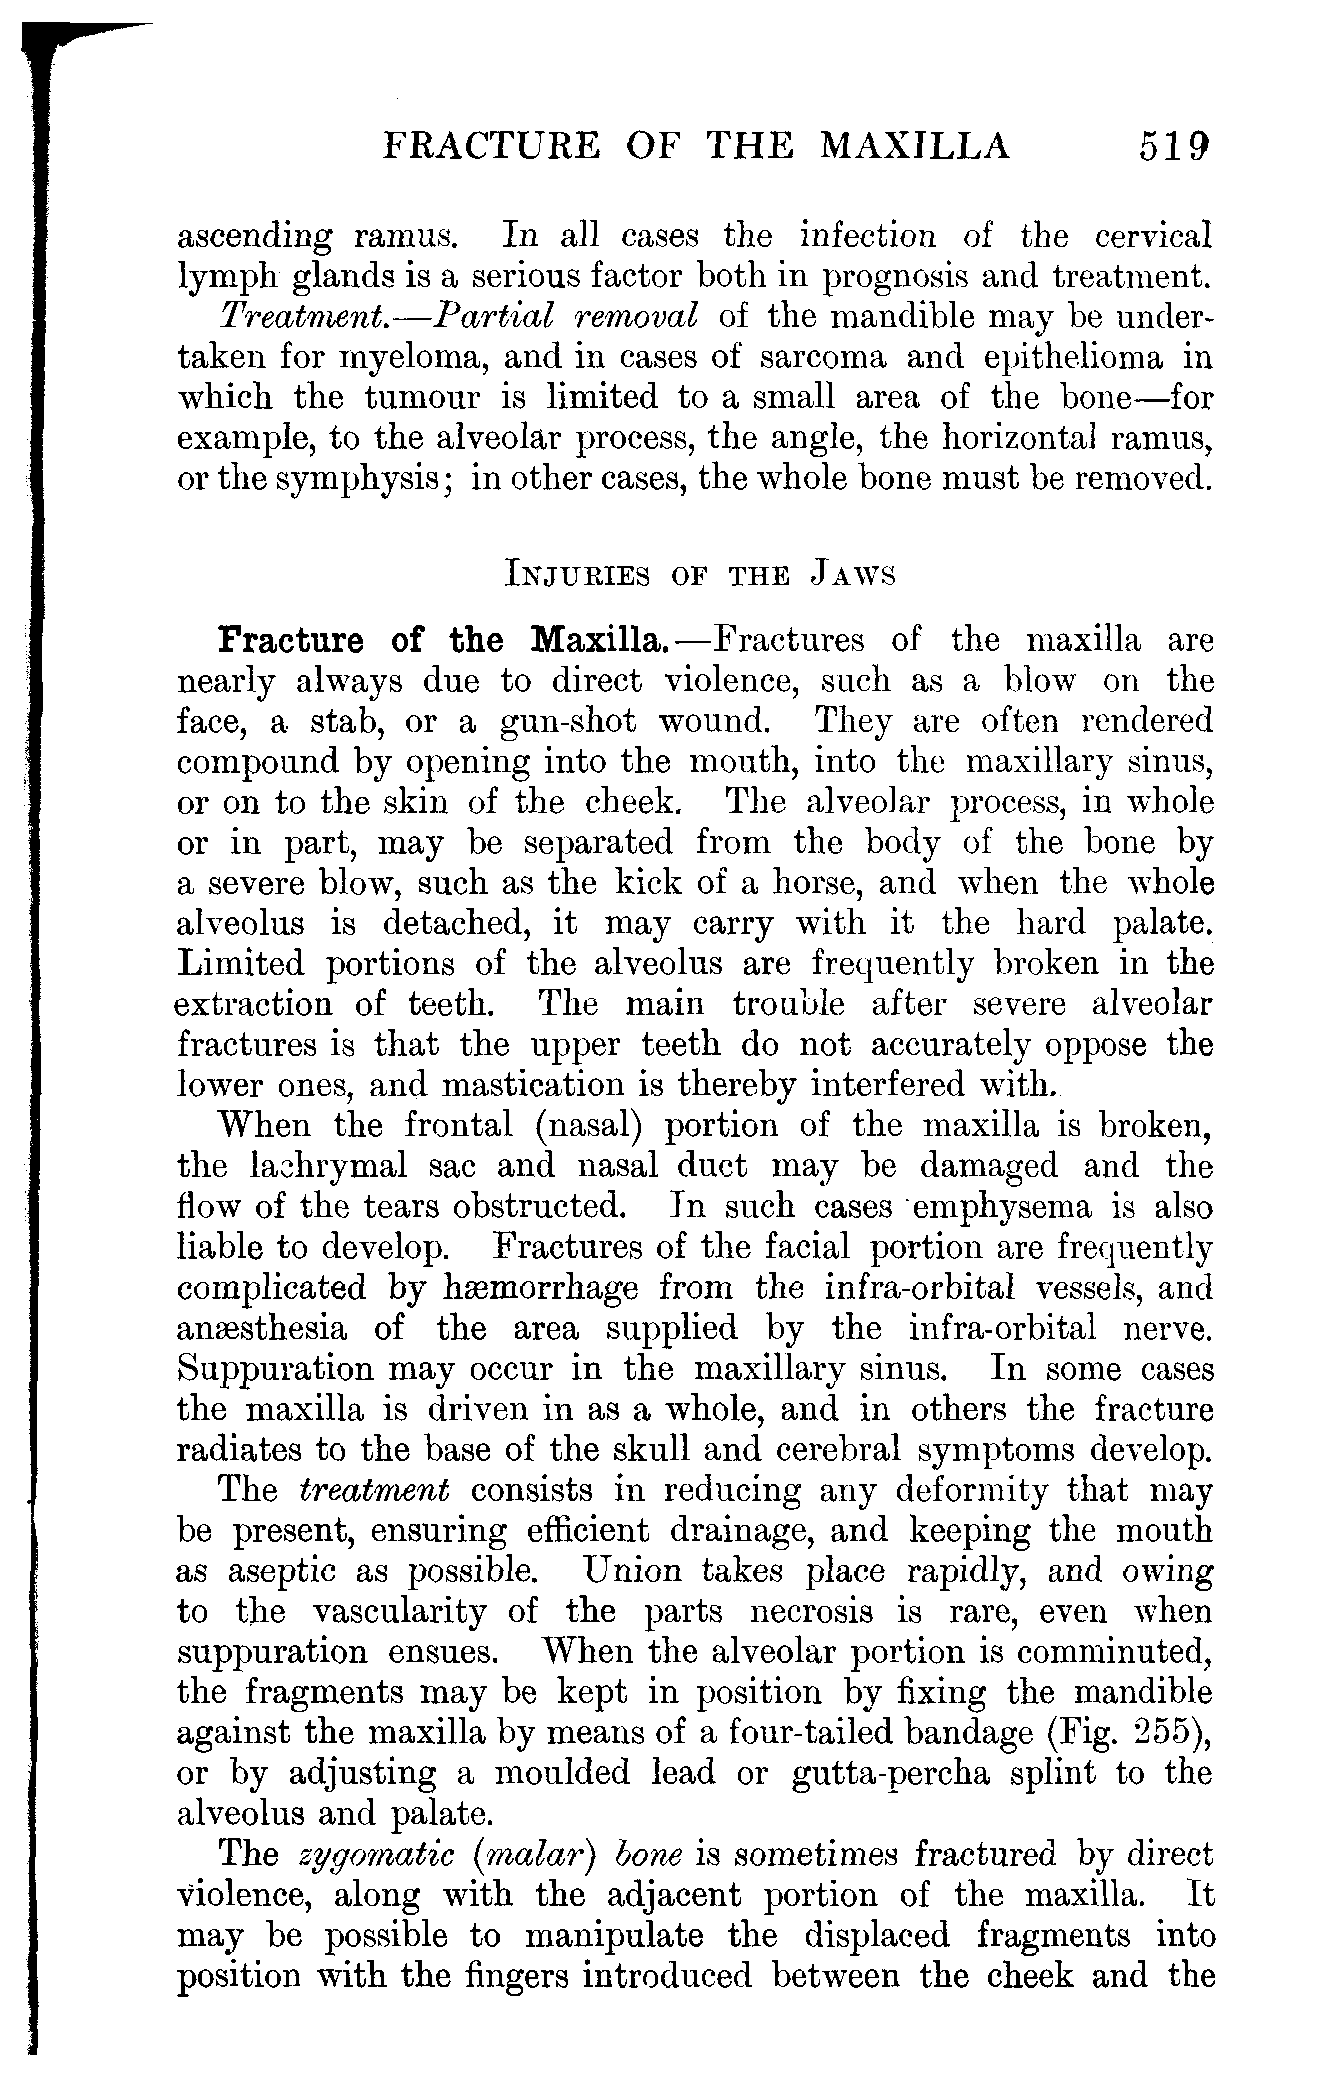 FRACTURE OF THE MAXILLA 519
ascending ramus. In all cases the infection of the cervical
lymph glands is a serious factor both in prognosis and treatment.
Treatment.—Partial removal of the mandible may be under-
taken for myeloma, and in cases of sarcoma and epithelioma in
which the tumour is limited to a small area of the bone—for
example, to the alveolar process, the angle, the horizontal ramus,
or the symphysis; in other cases, the whole bone must be removed.
INJURIES OF THE JAWS
Fracture of the Maxilla.—Fractures of the maxilla are
nearly always due to direct violence, such as a blow on the
face, a stab, or a gun-shot wound. They are often rendered
compound by opening into the mouth, into the maxillary sinus,
or on to the skin of the cheek. The alveolar process, in whole
or in part, may be separated from the body of the bone by
a severe blow, such as the kick of a horse, and when the whole
alveolus is detached, it may carry with it the hard palate.
Limited portions of the alveolus are frequently broken in the
extraction of teeth. The main trouble after severe alveolar
fractures is that the upper teeth do not accurately oppose the
lower ones, and mastication is thereby interfered with.
When the frontal (nasal) portion of the maxilla is broken,
the lachrymal sac and nasal duct may be damaged and the
flow of the tears obstructed. In such cases emphysema is also
liable to develop. Fractures of the facial portion are frequently
complicated by hæmorrhage from the infra-orbital vessels, and
anæsthesia of the area supplied by the infra-orbital nerve.
Suppuration may occur in the maxillary sinus. In some cases
the maxilla is driven in as a whole, and in others the fracture
radiates to the base of the skull and cerebral symptoms develop.
The treatment consists in reducing any deformity that may
be present, ensuring efficient drainage, and keeping the mouth
as aseptic as possible. Union takes place rapidly, and owing
to the vascularity of the parts necrosis is rare, even when
suppuration ensues. When the alveolar portion is comminuted,
the fragments may be kept in position by fixing the mandible
against the maxilla by means of a four-tailed bandage (Fig. 255),
or by adjusting a moulded lead or gutta-percha splint to the
alveolus and palate.
The zygomatic (malar) bone is sometimes fractured by direct
violence, along with the adjacent portion of the maxilla. It
may be possible to manipulate the displaced fragments into
position with the fingers introduced between the cheek and the